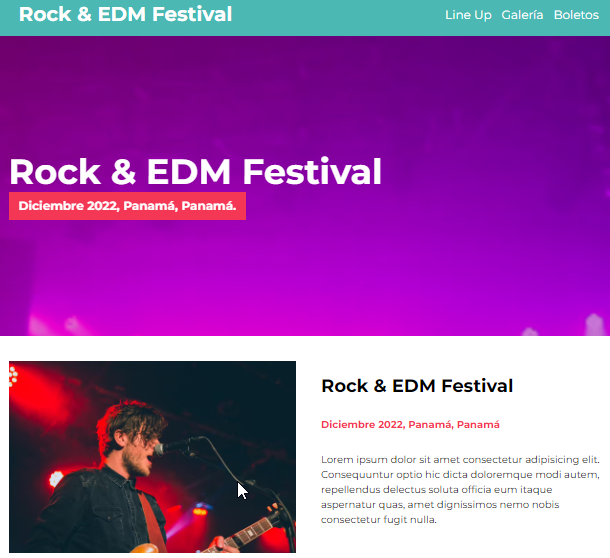 Rock & EDM Festival
Line Up Galería Boletos
Rock & EDM Festival
Diciembre 2022, Panamá, Panamá.
Rock & EDM Festival
Diciembre 2022, Panamá, Panamá
Lorem ipsum dolor sit amet consectetur adipisicing elit.
Consequuntur optio hic dicta doloremque modi autem,
repellendus delectus soluta officia eum itaque
aspernatur quas, amet dignissimos nemo nobis
consectetur fugit nulla.